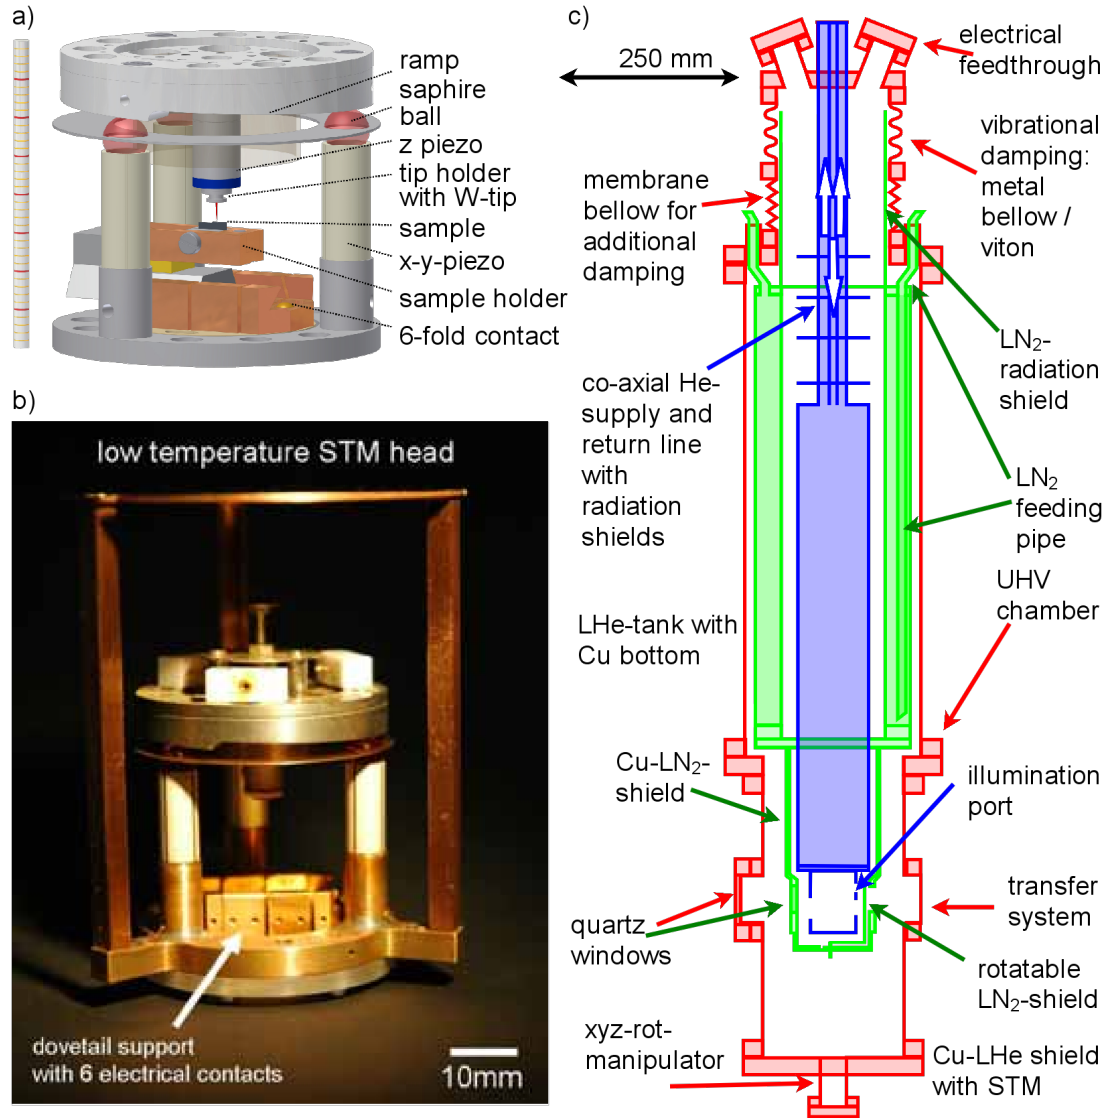 a)
ramp
saphire
ball
z piezo
tip holder
with W-tip
sample
x-y-piezo
sample holder
6-fold contact
b)
low temperature STM head
dovetail support
with 6 electrical contacts
10mm
c)
250 mm
electrical
feedthrough
vibrational
damping:
metal
bellow /
viton
membrane
bellow for
additional
damping
LN2-
radiation
shield
co-axial He-
supply and
return line
with
radiation
shields
LN2
feeding
pipe
UHV
chamber
LHe-tank with
Cu bottom
Cu-LN2-
shield
illumination
port
transfer
system
quartz
windows
rotatable
LN2-shield
xyz-rot-
manipulator
Cu-LHe shield
with STM